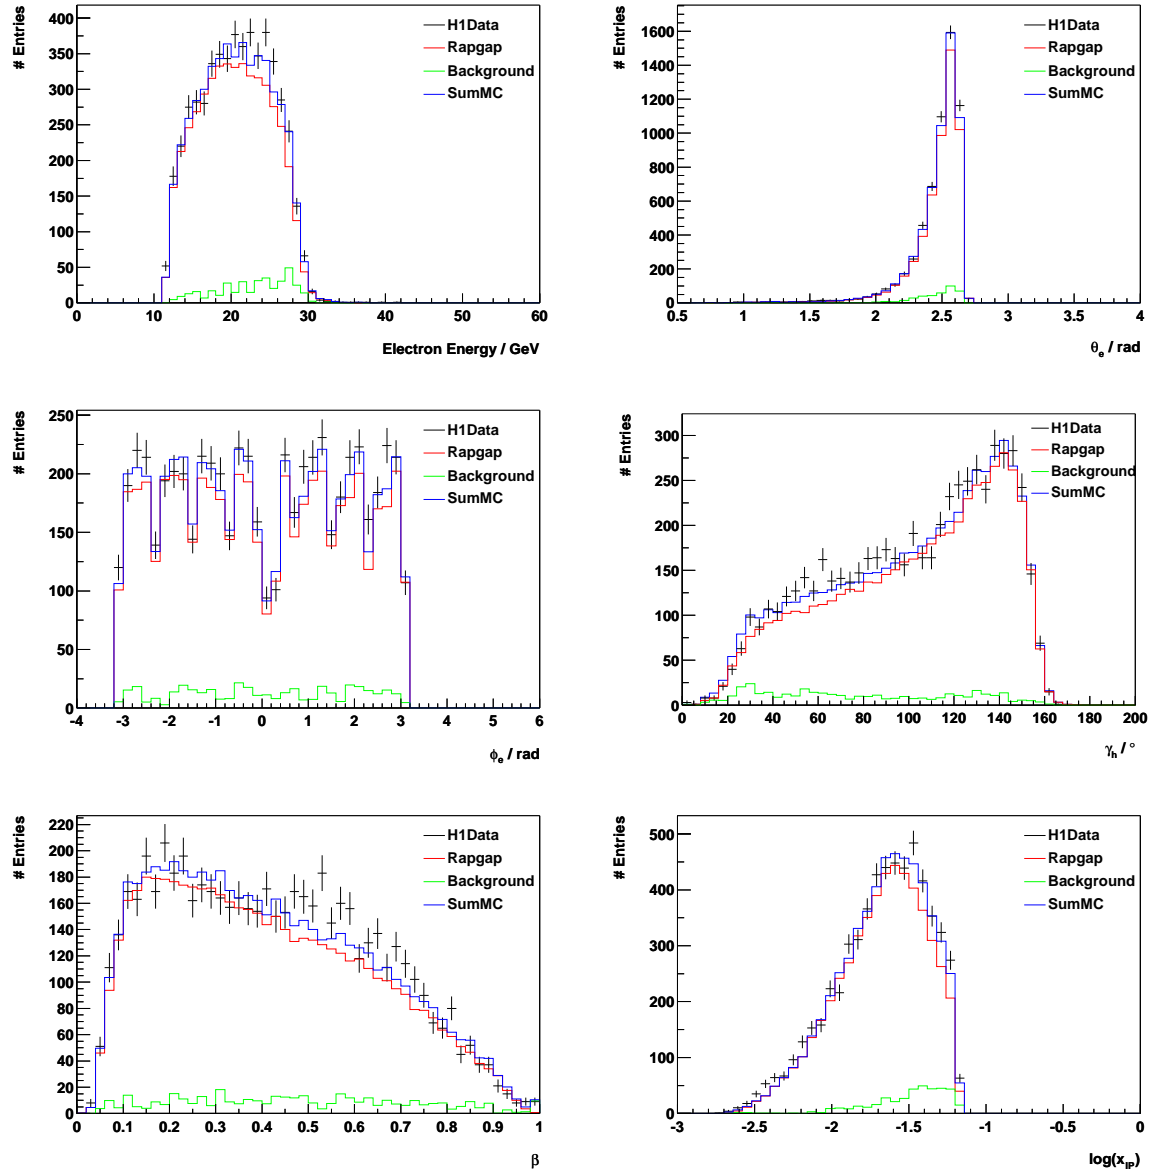 # Entries
400
350
300
250
200
150
100
50
0
H1Data
Rapgap
Background
SumMC
0 10 20 30 40 50 60
Electron Energy / GeV
# Entries
1600
1400
1200
1000
800
600
400
200
0
H1Data
Rapgap
Background
SumMC
0.5 1 1.5 2 2.5 3 3.5 4
θe / rad
# Entries
250
200
150
100
50
0
H1Data
Rapgap
Background
SumMC
-4 -3 -2 -1 0 1 2 3 4 5 6
ϕe / rad
# Entries
300
250
200
150
100
50
0
H1Data
Rapgap
Background
SumMC
0 20 40 60 80 100 120 140 160 180 200
γh / °
# Entries
220
200
180
160
140
120
100
80
60
40
20
0
H1Data
Rapgap
Background
SumMC
0 0.1 0.2 0.3 0.4 0.5 0.6 0.7 0.8 0.9 1
β
# Entries
500
400
300
200
100
0
H1Data
Rapgap
Background
SumMC
-3 -2.5 -2 -1.5 -1 -0.5 0
log(xIP)